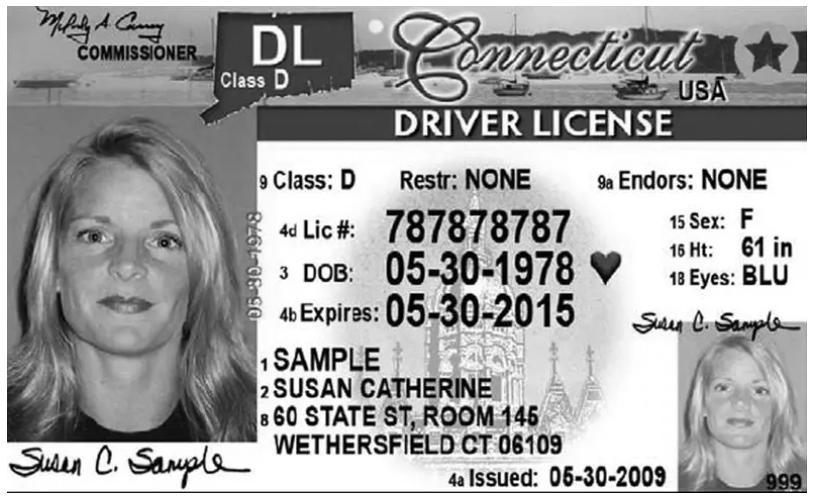 Melody A. Currey
COMMISSIONER
DL
Class D
Connecticut
USA
DRIVER LICENSE
9 Class: D Restr: NONE 9a Endors: NONE
4d Lic #: 787878787 15 Sex: F
3 DOB: 05-30-1978 16 Ht: 61 in
4b Expires: 05-30-2015 18 Eyes: BLU
05-30-1978
Susan C. Sample
1 SAMPLE
2 SUSAN CATHERINE
8 60 STATE ST, ROOM 145
WETHERSFIELD CT 06109
Susan C. Sample
4a Issued: 05-30-2009
999